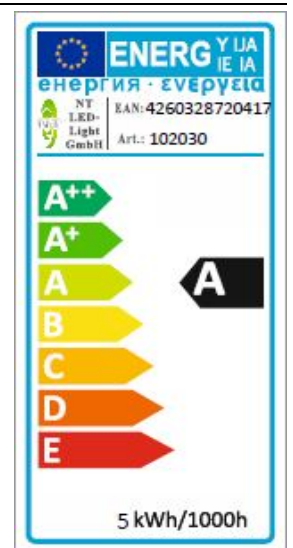 ENERG Y IJA
IE IA
енергия · ενέργεια
NT
LED-
Light
GmbH
EAN: 4260328720417
Art.: 102030
A++
A+
A
A
B
C
D
E
5 kWh/1000h